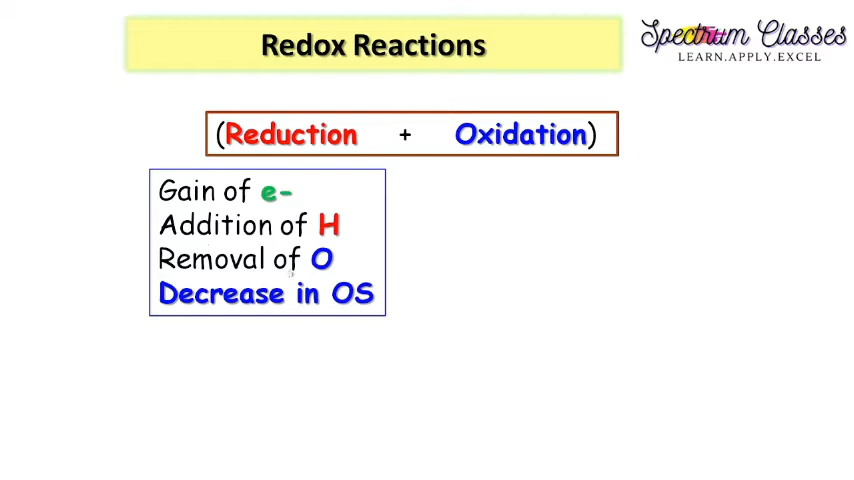 Redox Reactions
Spectrum Classes
LEARN.APPLY.EXCEL
(Reduction + Oxidation)
Gain of e-
Addition of H
Removal of O
Decrease in OS